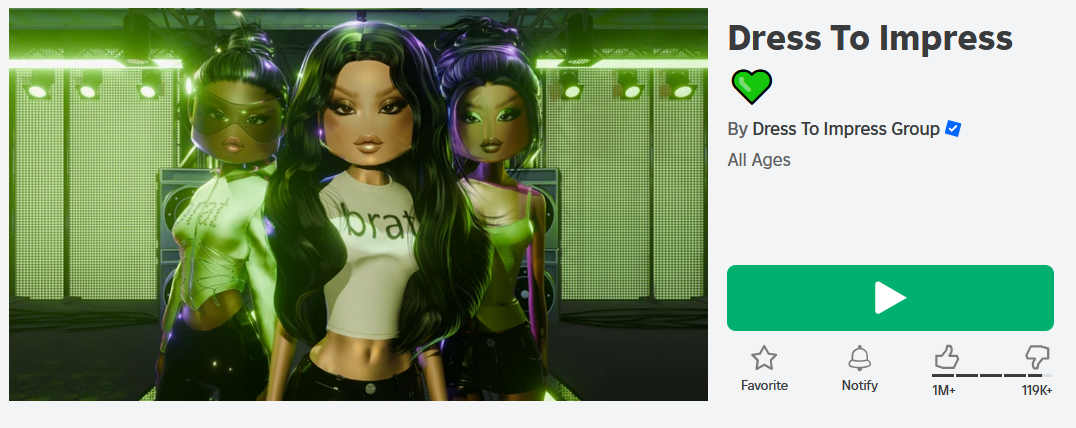 Dress To Impress
💚
By Dress To Impress Group
All Ages
brat
brat
Favorite
Notify
1M+
119K+